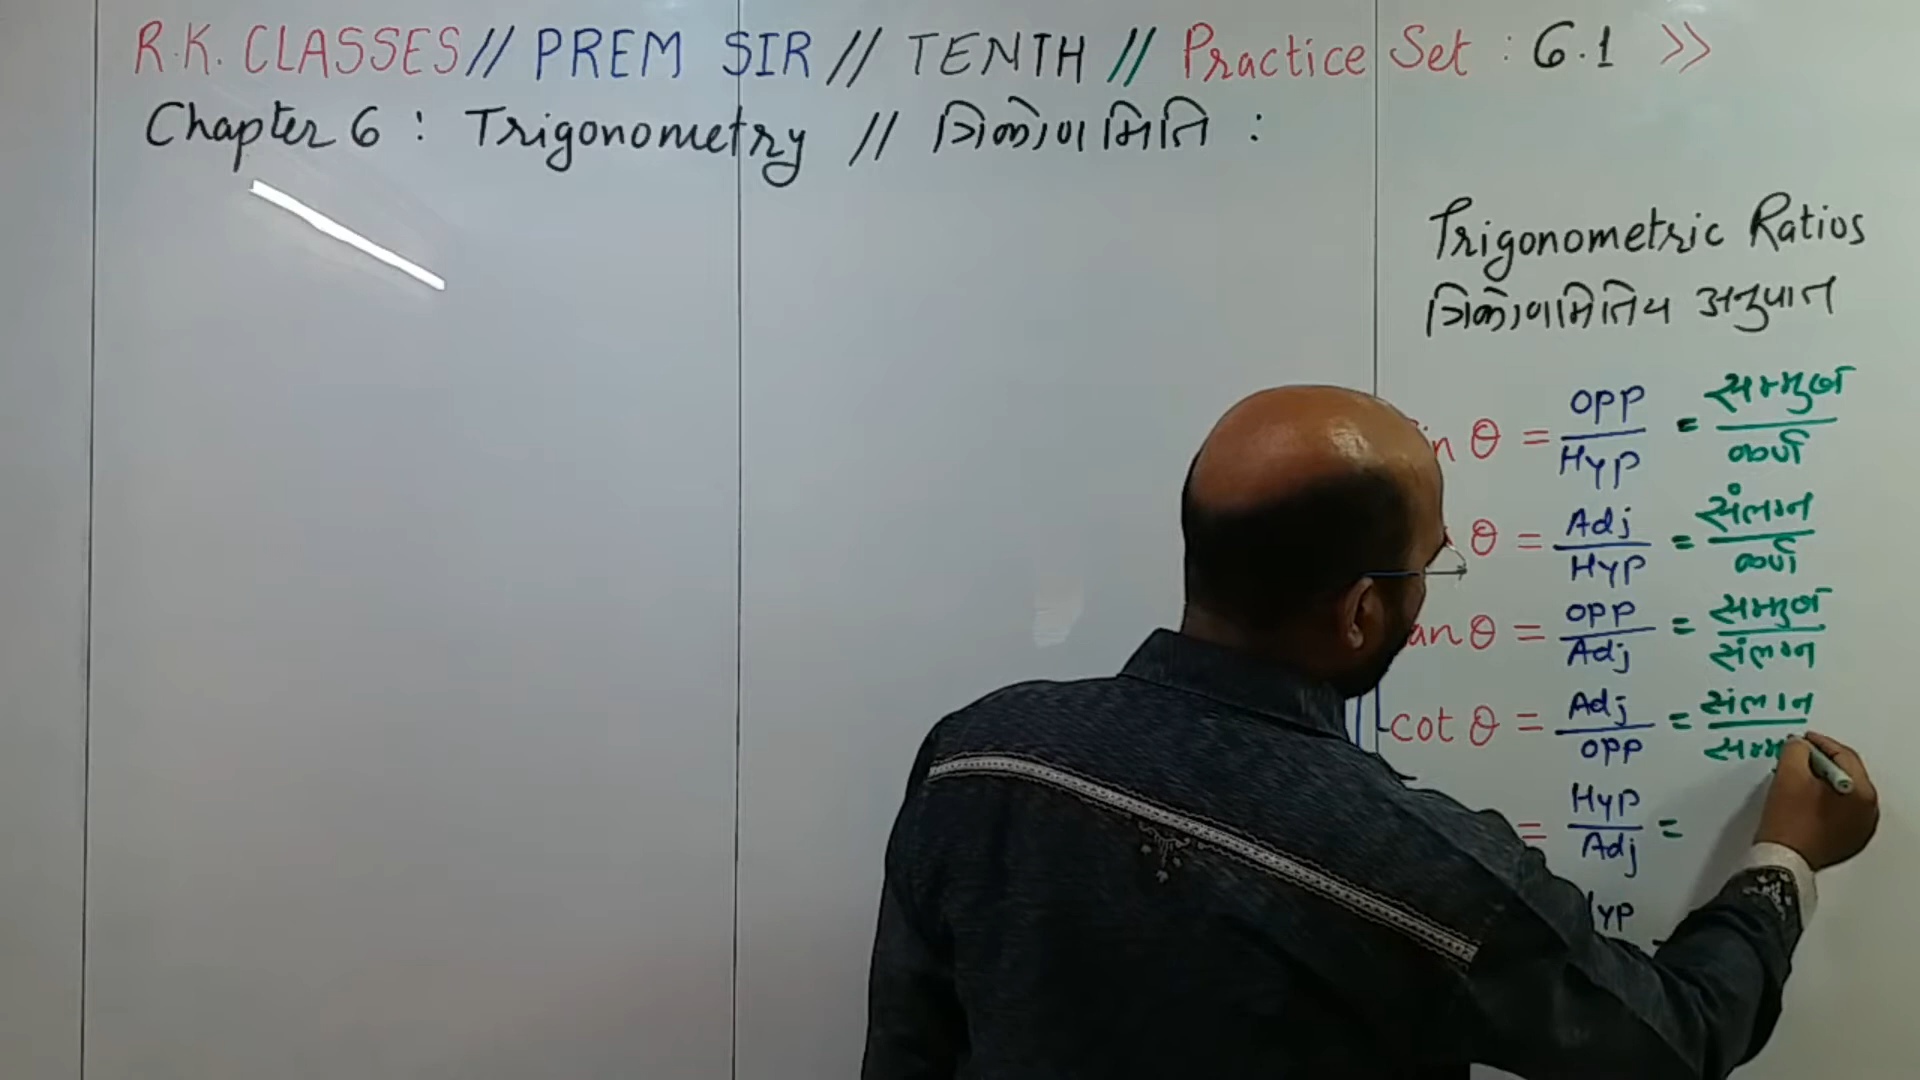 R.K. CLASSES // PREM SIR // TENTH // Practice Set : 6.1 >>
Chapter 6 : Trigonometry // त्रिकोणमिति :
Trigonometric Ratios
त्रिकोणमितिय अनुपात
in θ = Opp/Hyp = सम्मुख/कर्ण
θ = Adj/Hyp = संलग्न/कर्ण
an θ = Opp/Adj = सम्मुख/संलग्न
cot θ = Adj/Opp = संलग्न/सम्मु
= Hyp/Adj =
yp